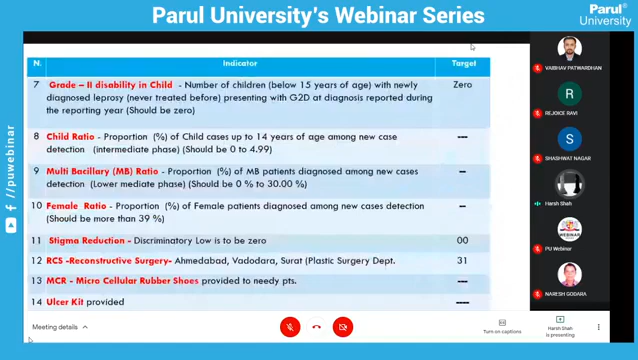 Parul University's Webinar Series
Parul®
University
N.
Indicator
Target
7
Grade – II disability in Child - Number of children (below 15 years of age) with newly
Zero
diagnosed leprosy (never treated before) presenting with G2D at diagnosis reported during
the reporting year (Should be zero)
8
Child Ratio - Proportion (%) of Child cases up to 14 years of age among new case
---
detection (intermediate phase) (Should be 0 to 4.99)
9
Multi Bacillary (MB) Ratio - Proportion (%) of MB patients diagnosed among new cases
--
detection (Lower mediate phase) (Should be 0 % to 30.00 %)
10
Female Ratio - Proportion (%) of Female patients diagnosed among new cases detection
--
(Should be more than 39 %)
11
Stigma Reduction - Discriminatory Low is to be zero
00
12
RCS -Reconstructive Surgery- Ahmedabad, Vadodara, Surat (Plastic Surgery Dept.
31
13
MCR - Micro Cellular Rubber Shoes provided to needy pts.
---
14
Ulcer Kit provided
----
VAIBHAV PATWARDHAN
R
REJOICE RAVI
S
SHASHWAT NAGAR
Harsh Shah
WEBINAR
PU Webinar
NARESH GODARA
/puwebinar
Meeting details
Turn on captions
Harsh Shah
is presenting